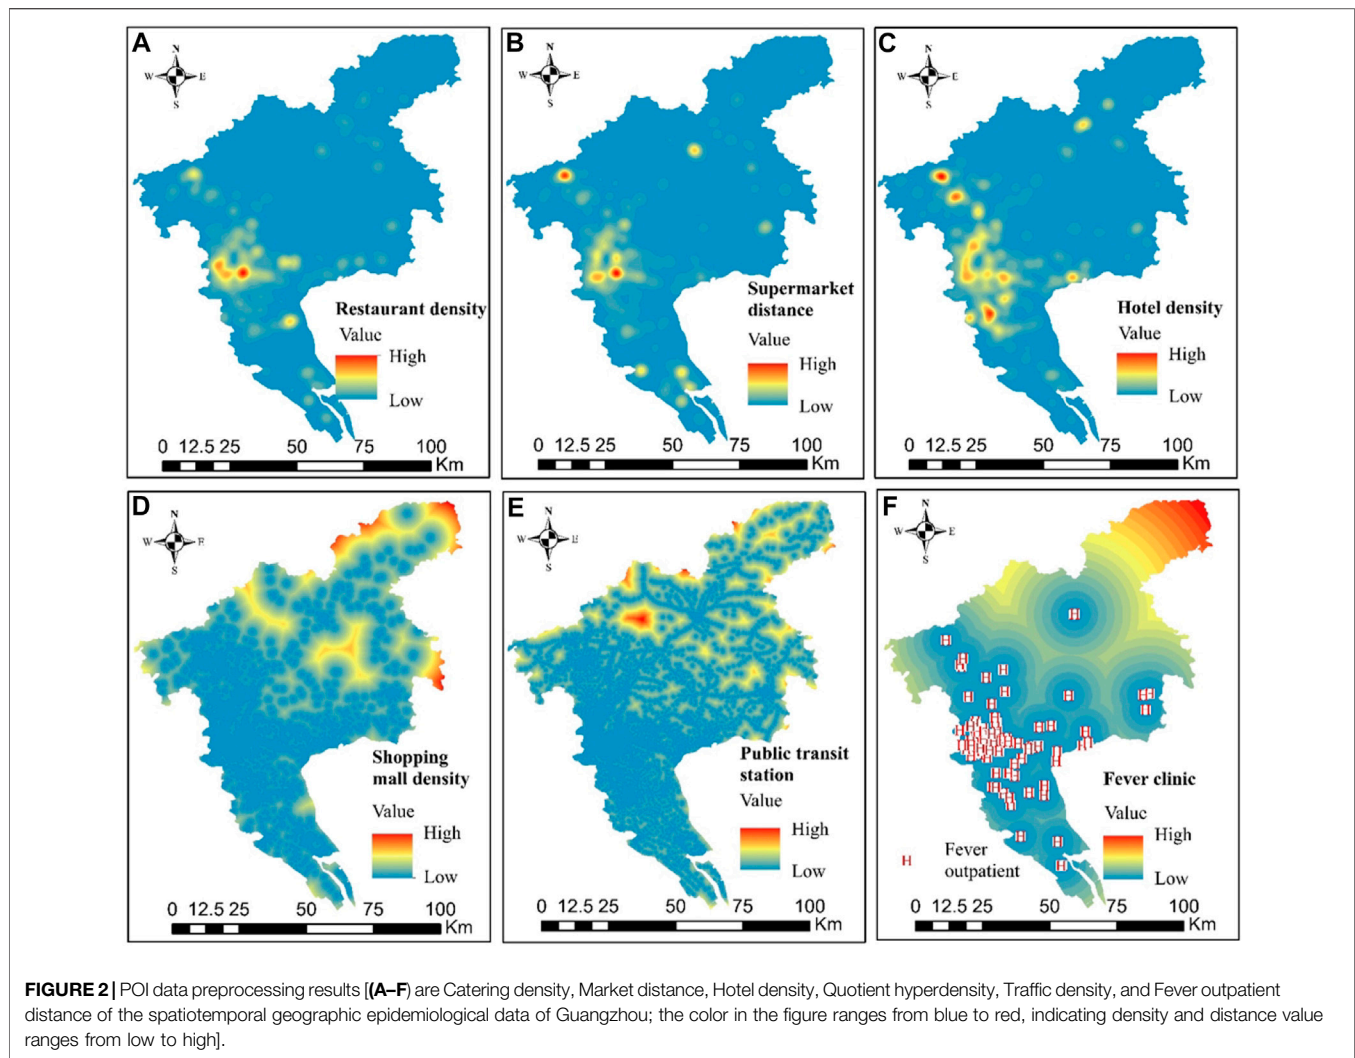 A
N
W E
S
Restaurant density
Value
High
Low
0 12.5 25 50 75 100
Km
B
N
W E
S
Supermarket
distance
Value
High
Low
0 12.5 25 50 75 100
Km
C
N
W E
S
Hotel density
Value
High
Low
0 12.5 25 50 75 100
Km
D
N
W E
S
Shopping
mall density
Value
High
Low
0 12.5 25 50 75 100
Km
E
N
W E
S
Public transit
station
Value
High
Low
0 12.5 25 50 75 100
Km
F
N
W E
S
Fever clinic
Value
High
Low
H Fever
outpatient
0 12.5 25 50 75 100
Km
FIGURE 2 | POI data preprocessing results [(A–F) are Catering density, Market distance, Hotel density, Quotient hyperdensity, Traffic density, and Fever outpatient
distance of the spatiotemporal geographic epidemiological data of Guangzhou; the color in the figure ranges from blue to red, indicating density and distance value
ranges from low to high].